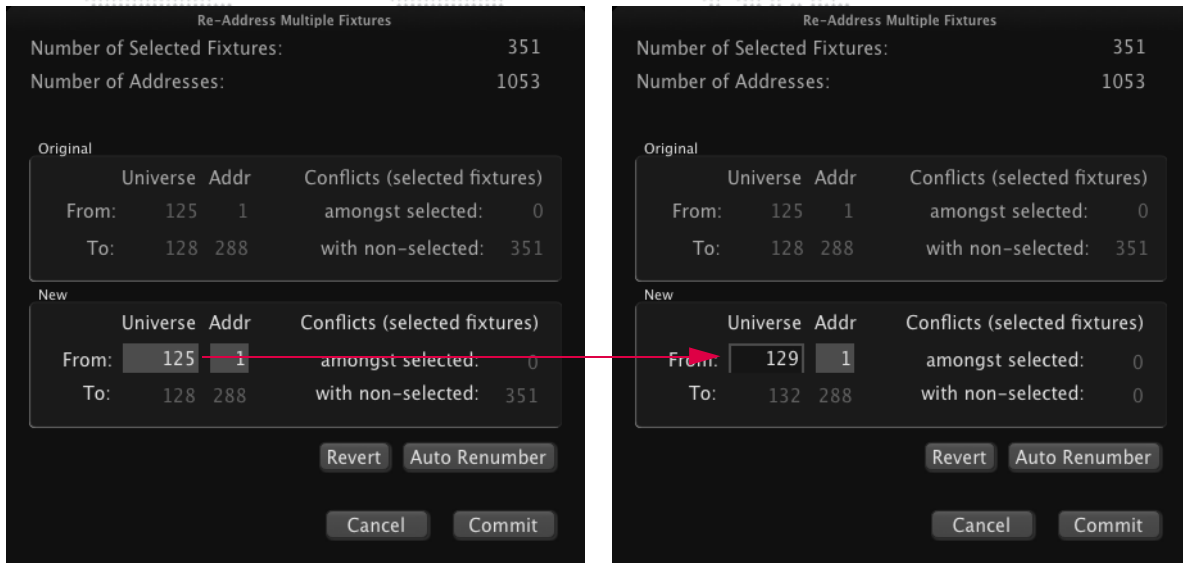 Re-Address Multiple Fixtures
Number of Selected Fixtures: 351
Number of Addresses: 1053
Original
Universe Addr Conflicts (selected fixtures)
From: 125 1 amongst selected: 0
To: 128 288 with non-selected: 351
New
Universe Addr Conflicts (selected fixtures)
From: 125 1 amongst selected: 0
To: 128 288 with non-selected: 351
Revert Auto Renumber
Cancel Commit
Re-Address Multiple Fixtures
Number of Selected Fixtures: 351
Number of Addresses: 1053
Original
Universe Addr Conflicts (selected fixtures)
From: 125 1 amongst selected: 0
To: 128 288 with non-selected: 351
New
Universe Addr Conflicts (selected fixtures)
From: 129 1 amongst selected: 0
To: 132 288 with non-selected: 0
Revert Auto Renumber
Cancel Commit